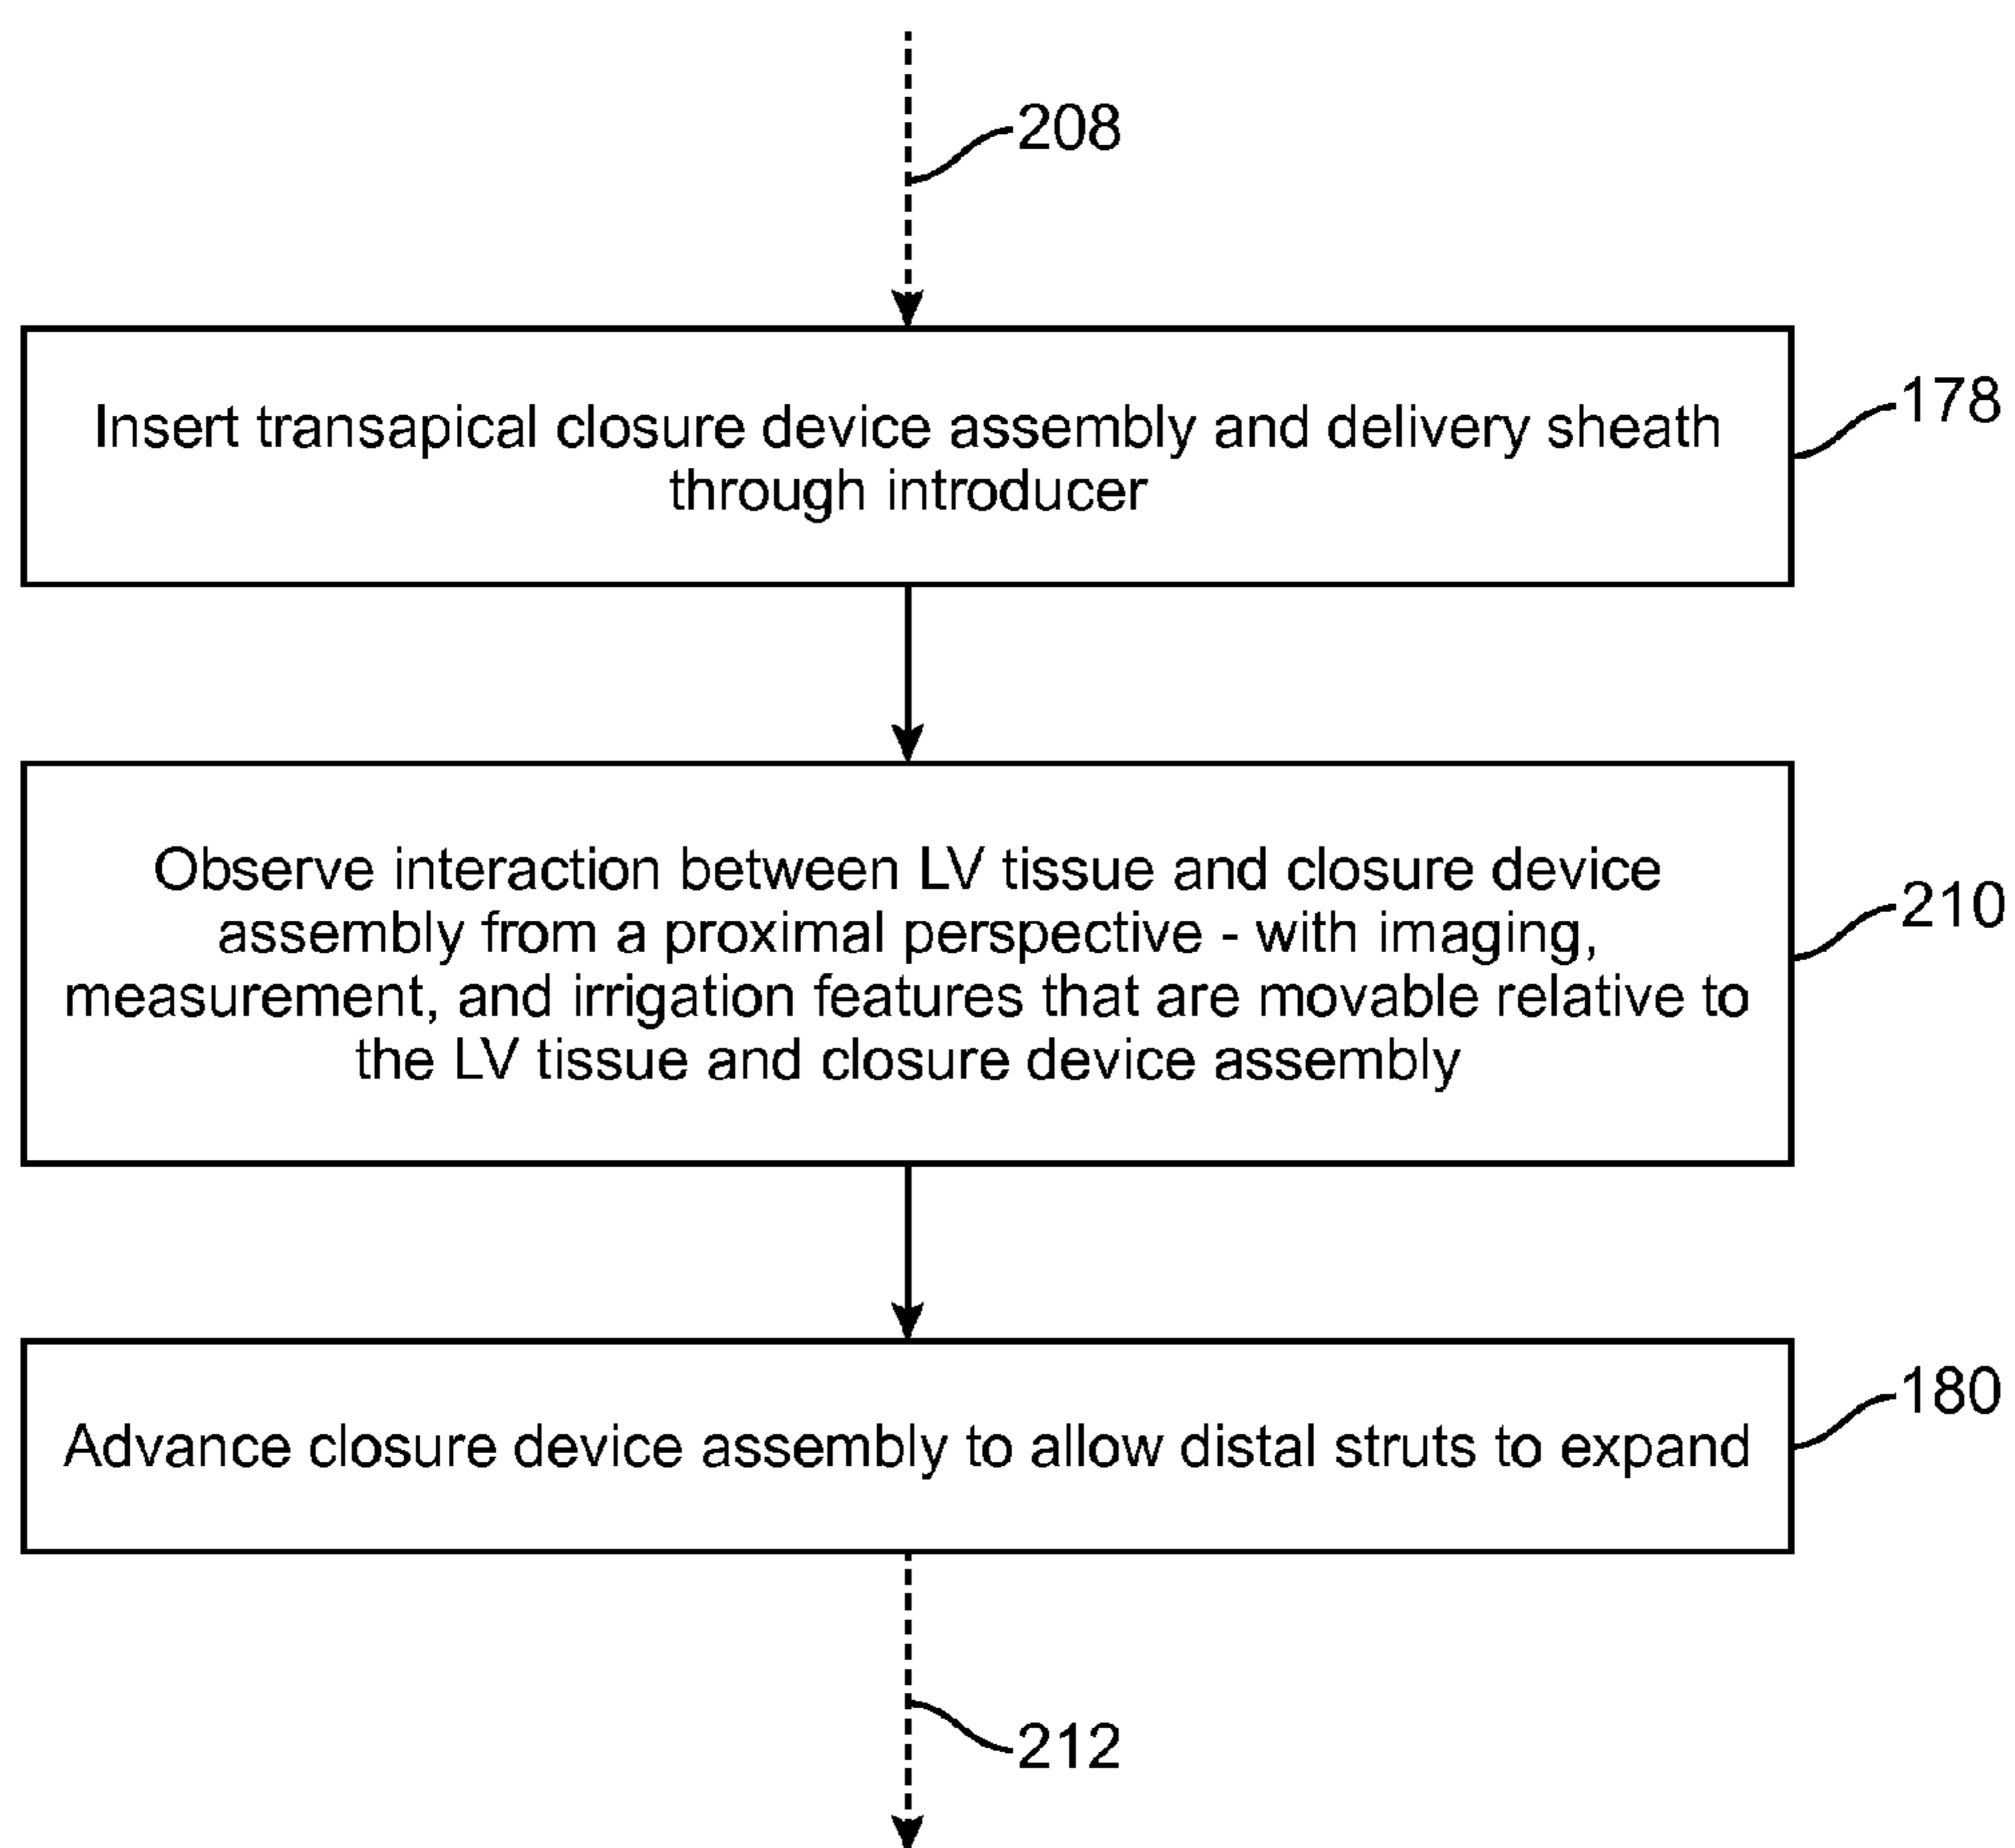 208
Insert transapical closure device assembly and delivery sheath
through introducer
178
Observe interaction between LV tissue and closure device
assembly from a proximal perspective - with imaging,
measurement, and irrigation features that are movable relative to
the LV tissue and closure device assembly
210
Advance closure device assembly to allow distal struts to expand
180
212